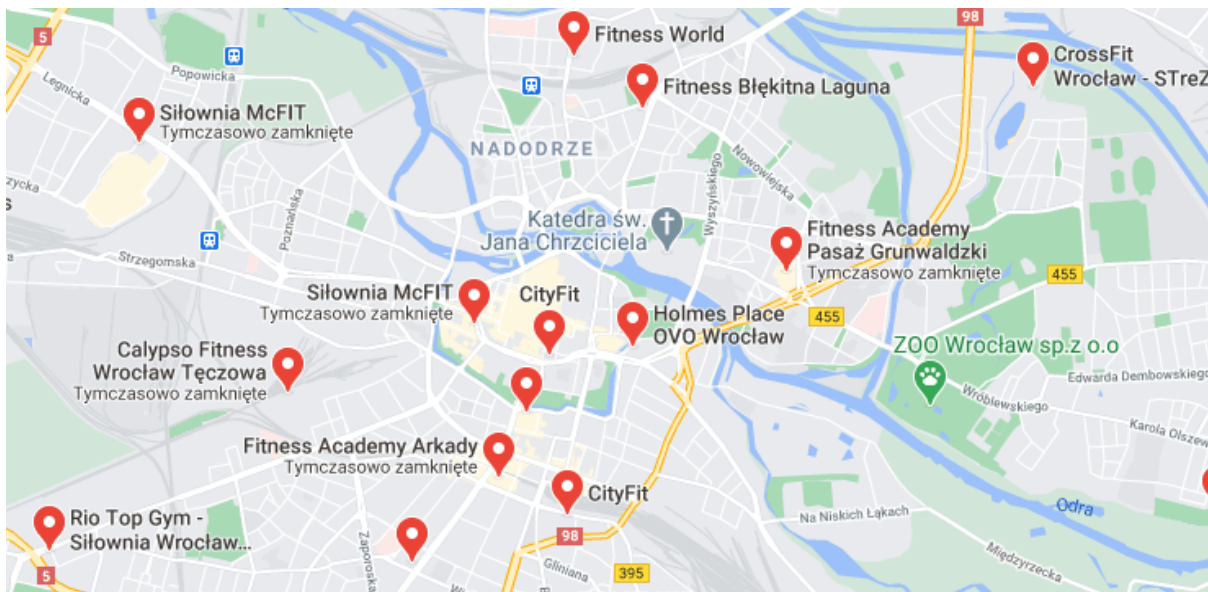 5
98
Fitness World
CrossFit
Wrocław - STreZ
Popowicka
Legnicka
Fitness Błękitna Laguna
Siłownia McFIT
Tymczasowo zamknięte
NADODRZE
Nowowiejska
Wyszyńskiego
zycka
s
Poznańska
Katedra św.
Jana Chrzciciela
Fitness Academy
Pasaż Grunwaldzki
Tymczasowo zamknięte
455
Strzegomska
Siłownia McFIT
Tymczasowo zamknięte
CityFit
Holmes Place
OVO Wrocław
455
ZOO Wrocław sp.z o.o
Calypso Fitness
Wrocław Tęczowa
Tymczasowo zamknięte
Edwarda Dembowskiego
Wróblewskiego
Karola Olszew
Fitness Academy Arkady
Tymczasowo zamknięte
CityFit
Odra
Rio Top Gym -
Siłownia Wrocław...
Na Niskich Łąkach
Zaporoska
98
Międzyrzecka
Gliniana
395
5
W